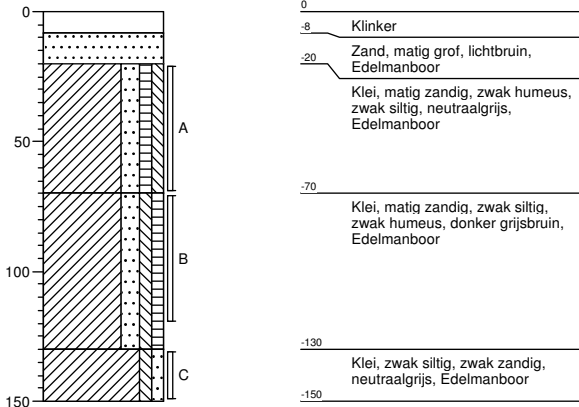 0
50
100
150
A
B
C
0
-8
Klinker
Zand, matig grof, lichtbruin,
Edelmanboor
-20
Klei, matig zandig, zwak humeus,
zwak siltig, neutraalgrijs,
Edelmanboor
-70
Klei, matig zandig, zwak siltig,
zwak humeus, donker grijsbruin,
Edelmanboor
-130
Klei, zwak siltig, zwak zandig,
neutraalgrijs, Edelmanboor
-150